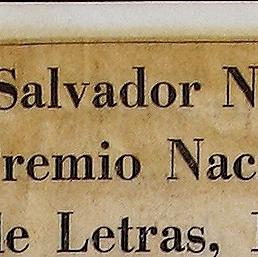 Salvador N
remio Nac
le Letras,